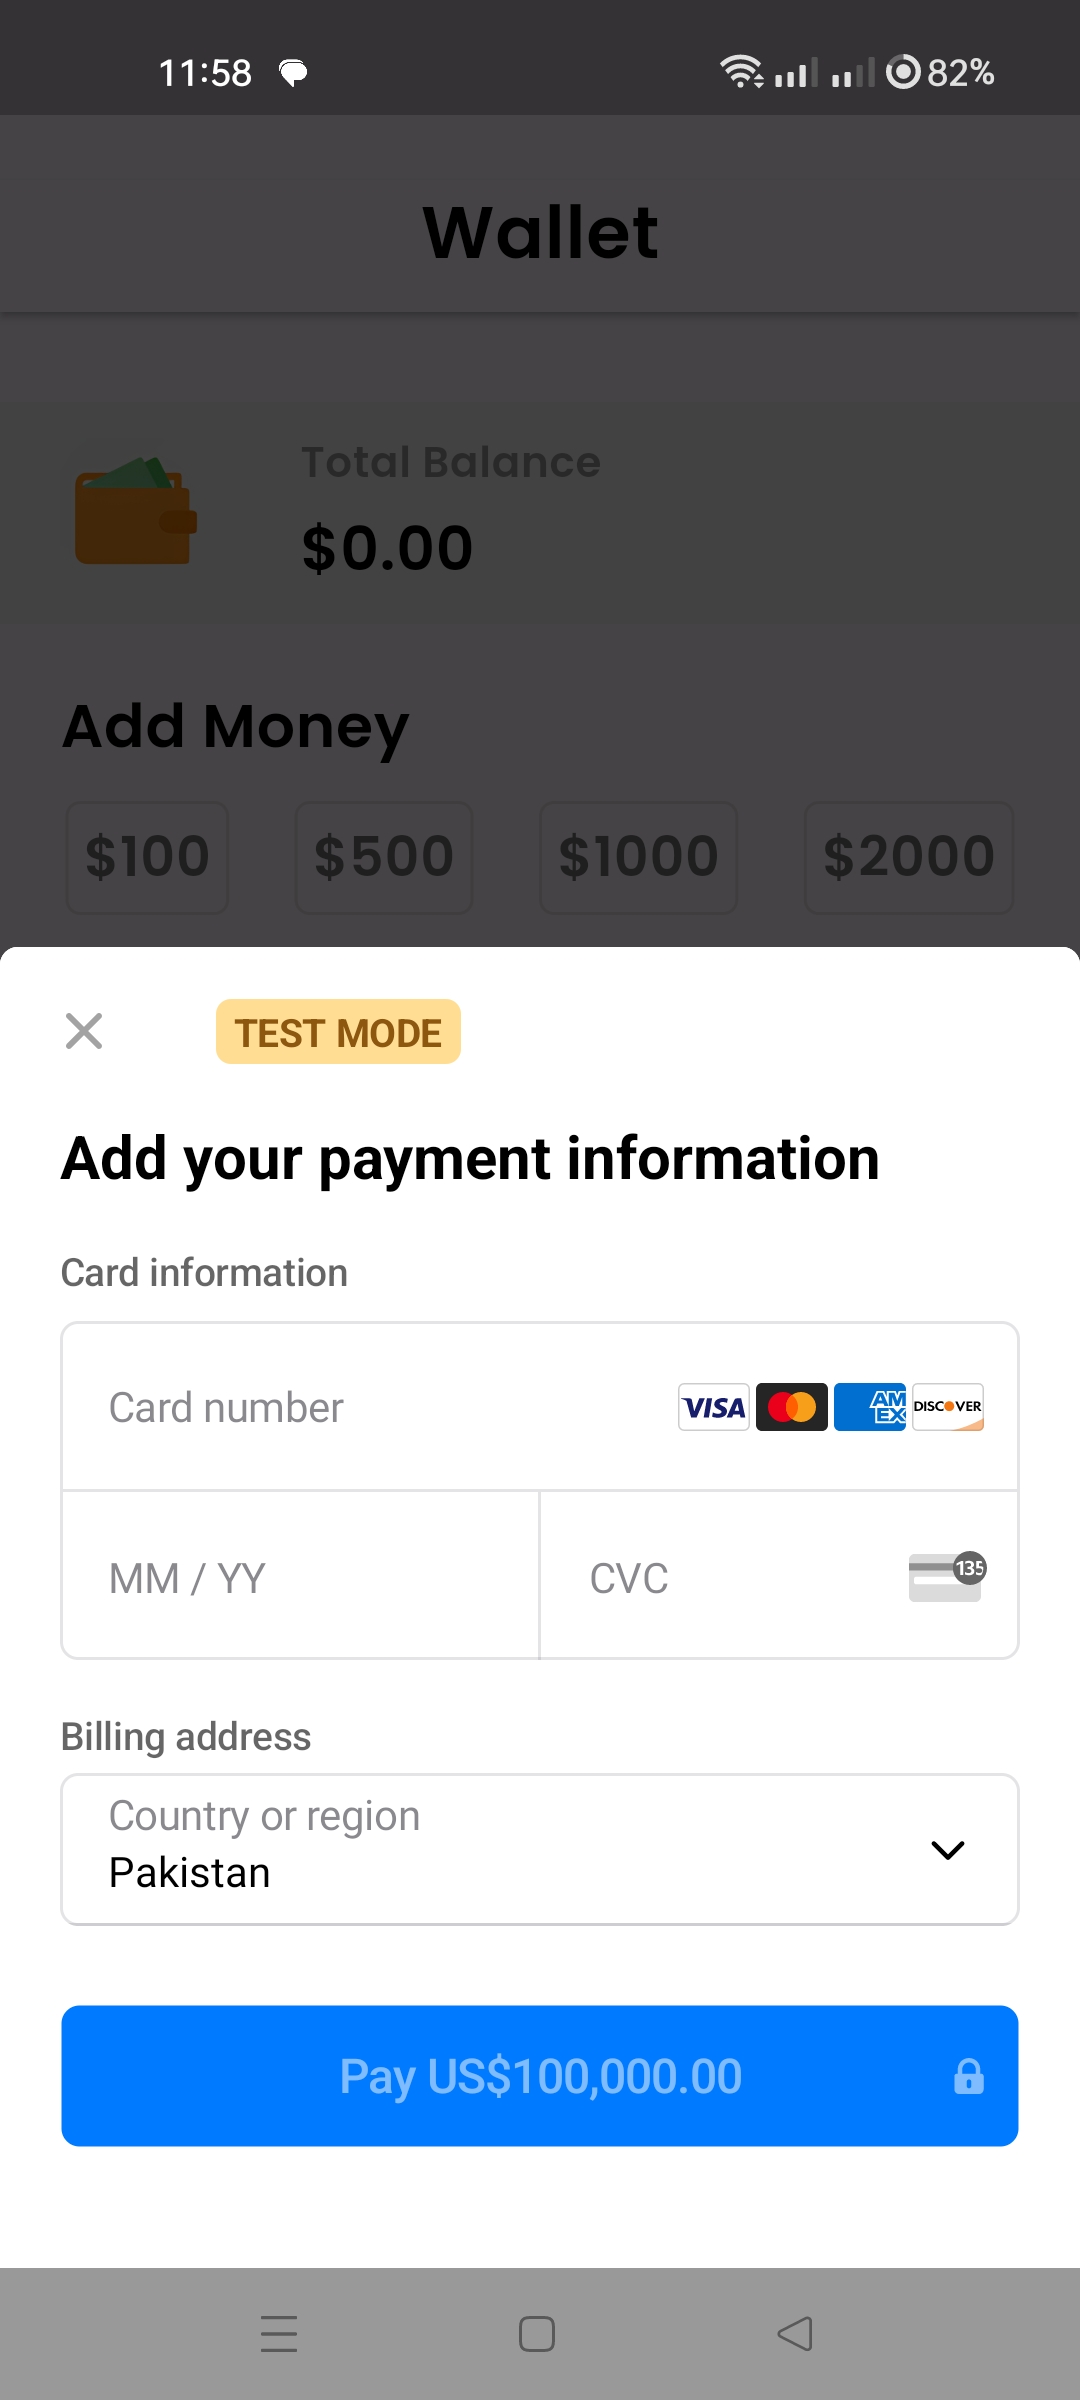 11:58 82%
Wallet
Total Balance
$0.00
Add Money
$100 $500 $1000 $2000
TEST MODE
Add your payment information
Card information
Card number VISA AM EX DISCOVER
MM / YY CVC 135
Billing address
Country or region
Pakistan
Pay US$100,000.00